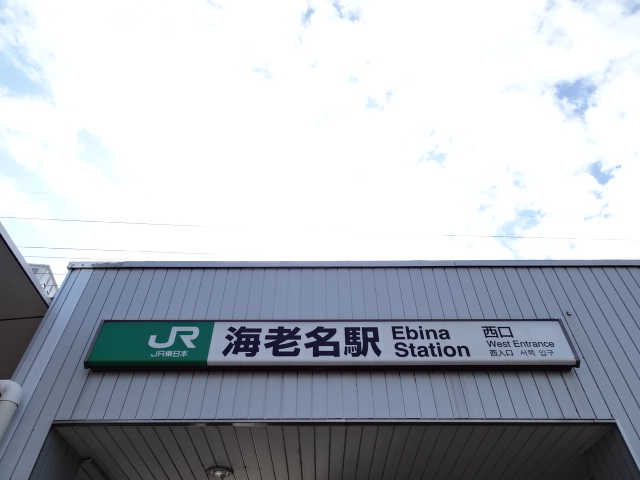 JR
JR東日本
海老名駅
Ebina
Station
西口
West Entrance
西入口 서쪽 입구